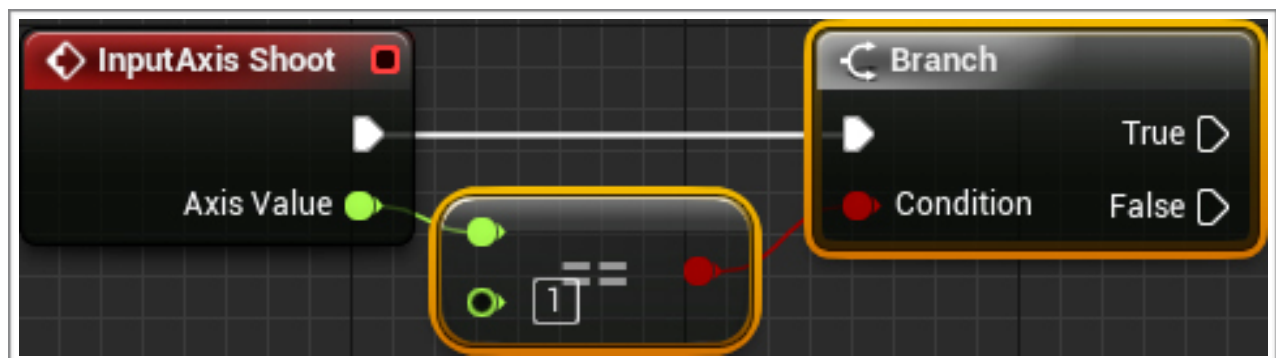 InputAxis Shoot
Branch
True
Axis Value
Condition
False
==
1